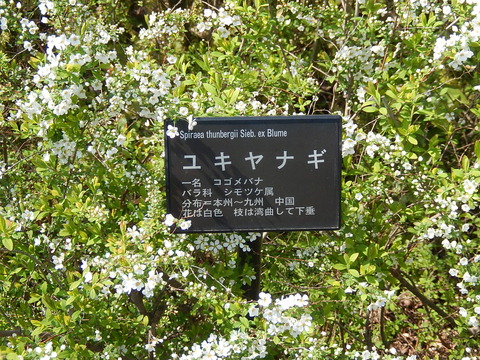 Spiraea thunbergii Sieb. ex Blume
ユキヤナギ
一名 コゴメバナ
バラ科 シモツケ属
分布=本州～九州 中国
花は白色 枝は湾曲して下垂